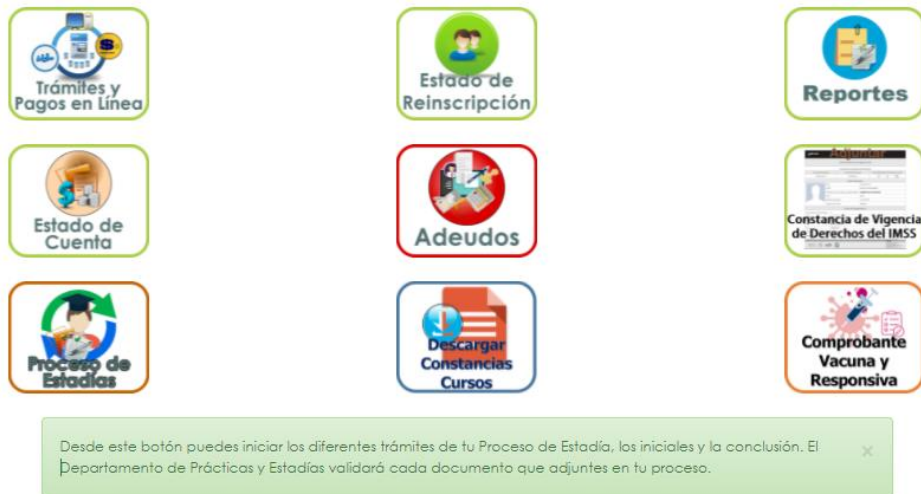 Trámites y
Pagos en Línea
Estado de
Reinscripción
Reportes
Estado de
Cuenta
Adeudos
Adjuntar
Constancia de Vigencia
de Derechos del IMSS
Proceso de
Estadías
Descargar
Constancias
Cursos
Comprobante
Vacuna y
Responsiva
Desde este botón puedes iniciar los diferentes trámites de tu Proceso de Estadía, los iniciales y la conclusión. El
Departamento de Prácticas y Estadías validará cada documento que adjuntes en tu proceso.